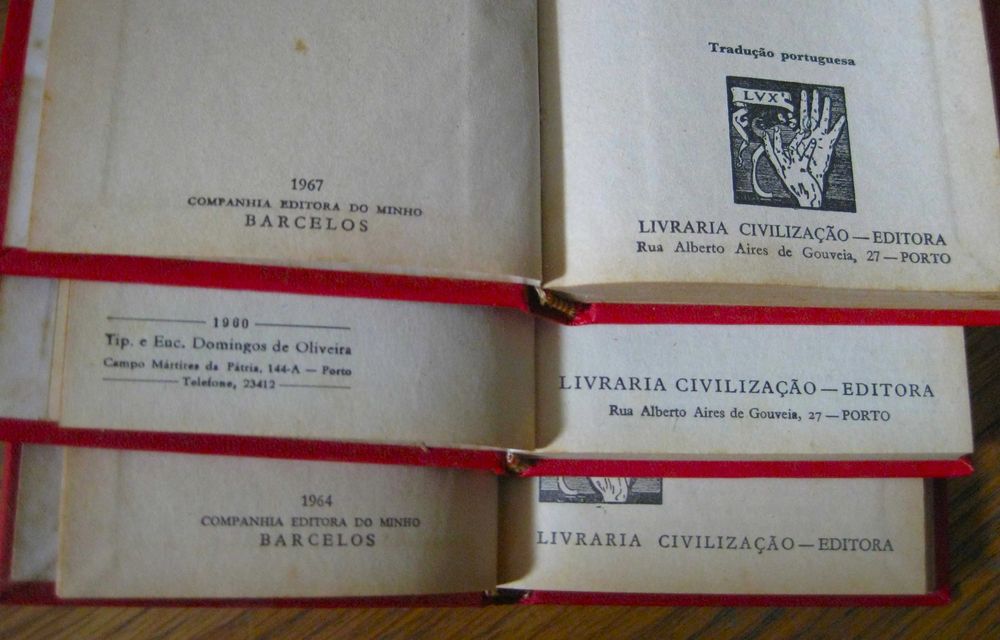 1967
COMPANHIA EDITORA DO MINHO
BARCELOS
Tradução portuguesa
LVX
LIVRARIA CIVILIZAÇÃO — EDITORA
Rua Alberto Aires de Gouveia, 27 — PORTO
1960
Tip. e Enc. Domingos de Oliveira
Campo Mártires da Pátria, 144-A — Porto
Telefone, 23412
LIVRARIA CIVILIZAÇÃO — EDITORA
Rua Alberto Aires de Gouveia, 27 — PORTO
1964
COMPANHIA EDITORA DO MINHO
BARCELOS
LIVRARIA CIVILIZAÇÃO — EDITORA